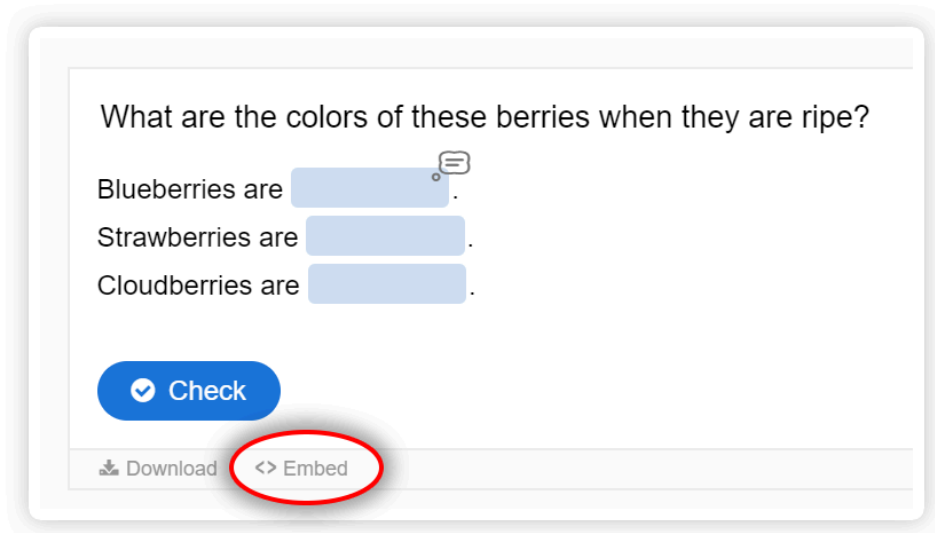 What are the colors of these berries when they are ripe?
Blueberries are .
Strawberries are .
Cloudberries are .
Check
Download <> Embed